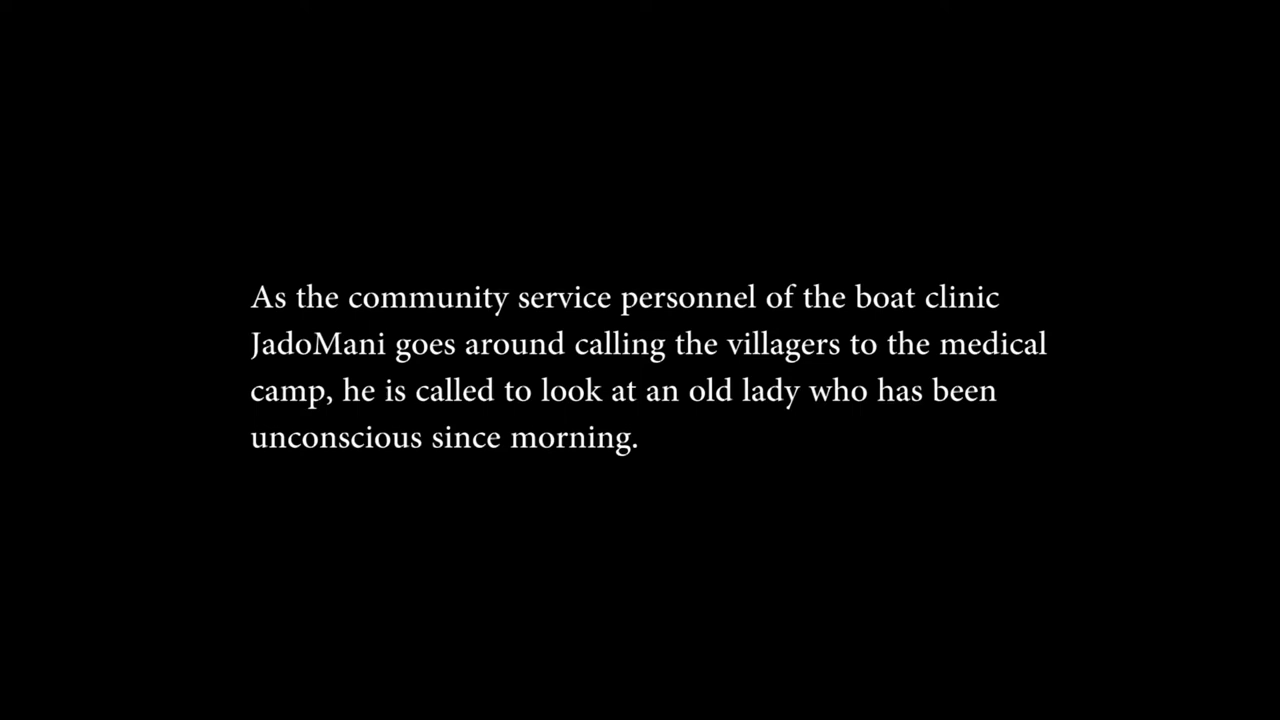 As the community service personnel of the boat clinic
JadoMani goes around calling the villagers to the medical
camp, he is called to look at an old lady who has been
unconscious since morning.